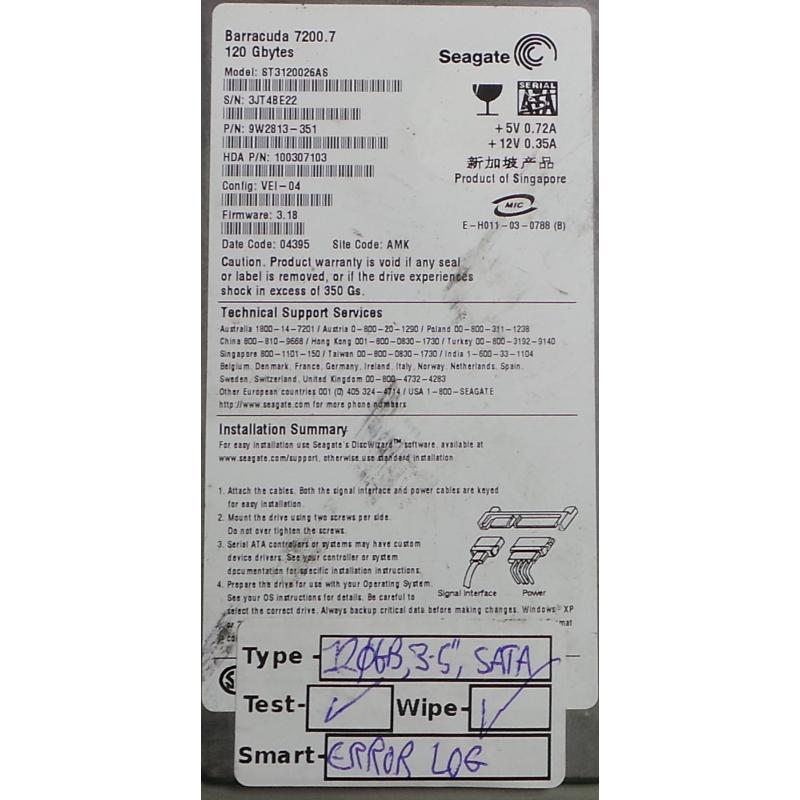 Barracuda 7200.7
120 Gbytes
Seagate
Model: ST3120026AS
SERIAL
ATA
S/N: 3JT4BE22
P/N: 9W2813-351
+5V 0.72A
+12V 0.35A
HDA P/N: 100307103
新加坡产品
Product of Singapore
Config: VEI-04
MIC
Firmware: 3.18
E-H011-03-0788 (B)
Date Code: 04395 Site Code: AMK
Caution. Product warranty is void if any seal
or label is removed, or if the drive experiences
shock in excess of 350 Gs.
Technical Support Services
Australia 1800-14-7201 / Austria 0-800-20-1290 / Poland 00-800-311-1238
China 800-810-9668 / Hong Kong 001-800-0830-1730 / Turkey 00-800-3192-9140
Singapore 800-1101-150 / Taiwan 00-800-0830-1730 / India 1-600-33-1104
Belgium, Denmark, France, Germany, Ireland, Italy, Norway, Netherlands, Spain,
Sweden, Switzerland, United Kingdom 00-800-4732-4283
Other European countries 001 (0) 405 324-4714 / USA 1-800-SEAGATE
http://www.seagate.com for more phone numbers
Installation Summary
For easy installation use Seagate's DiscWizard™ software, available at
www.seagate.com/support, otherwise use standard installation.
1. Attach the cables. Both the signal interface and power cables are keyed
for easy installation.
2. Mount the drive using two screws per side.
Do not over tighten the screws.
3. Serial ATA controllers or systems may have custom
device drivers. See your controller or system
documentation for specific installation instructions.
4. Prepare the drive for use with your Operating System.
See your OS instructions for details. Be careful to
Signal Interface Power
select the correct drive. Always backup critical data before making changes. Windows® XP
Type - 120GB, 3.5", SATA
Test- ✓ Wipe- ✓
Smart- ERROR LOG